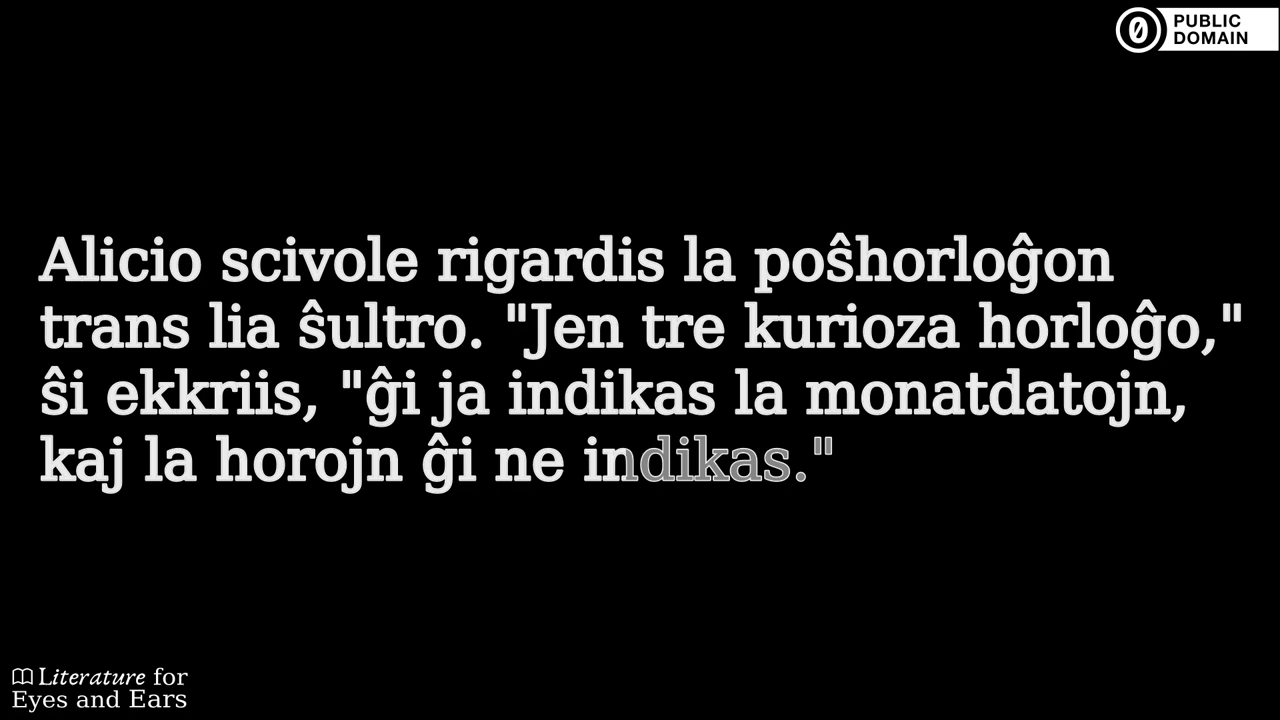 PUBLIC
DOMAIN
Alicio scivole rigardis la poŝhorloĝon
trans lia ŝultro. "Jen tre kurioza horloĝo,"
ŝi ekkriis, "ĝi ja indikas la monatdatojn,
kaj la horojn ĝi ne indikas."
Literature for
Eyes and Ears